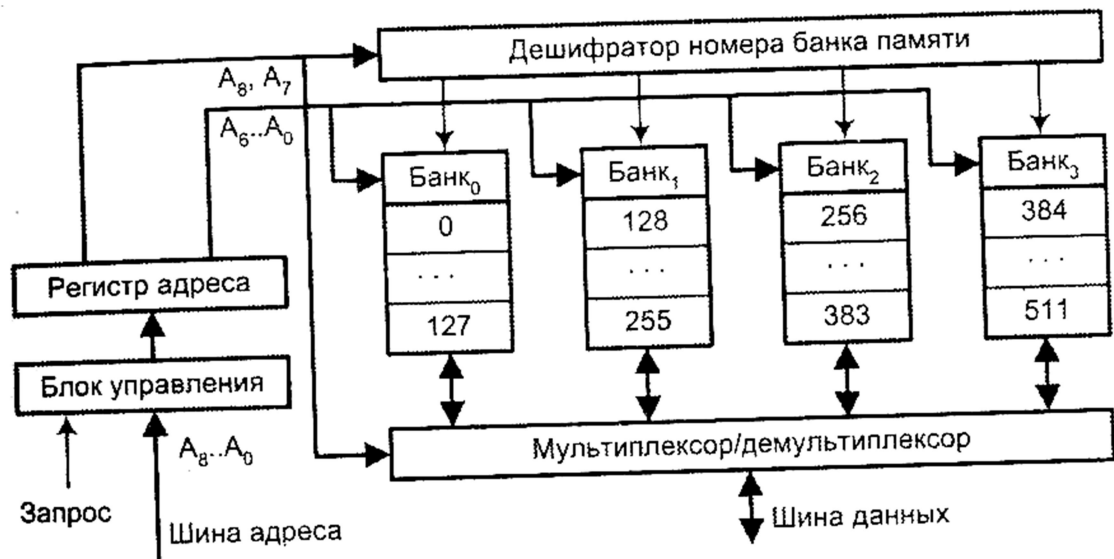 Дешифратор номера банка памяти
A₈, A₇
A₆..A₀
Банк₀
Банк₁
Банк₂
Банк₃
0
128
256
384
. . .
. . .
. . .
. . .
127
255
383
511
Регистр адреса
Блок управления
A₈..A₀
Запрос
Шина адреса
Мультиплексор/демультиплексор
Шина данных